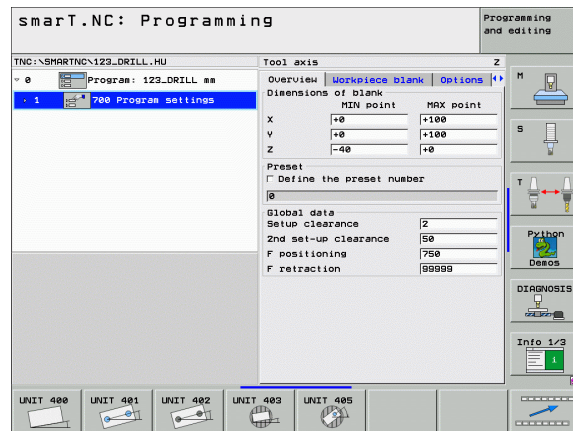 smarT.NC: Programming
Programming
and editing
TNC:\SMARTNC\123_DRILL.HU
Tool axis Z
0 Program: 123_DRILL mm
1 700 Program settings
Overview Workpiece blank Options
Dimensions of blank
MIN point MAX point
X +0 +100
Y +0 +100
Z -40 +0
Preset
Define the preset number
0
Global data
Setup clearance 2
2nd set-up clearance 50
F positioning 750
F retraction 99999
M
S
T
Python
Demos
DIAGNOSIS
Info 1/3
1
UNIT 400 UNIT 401 UNIT 402 UNIT 403 UNIT 405